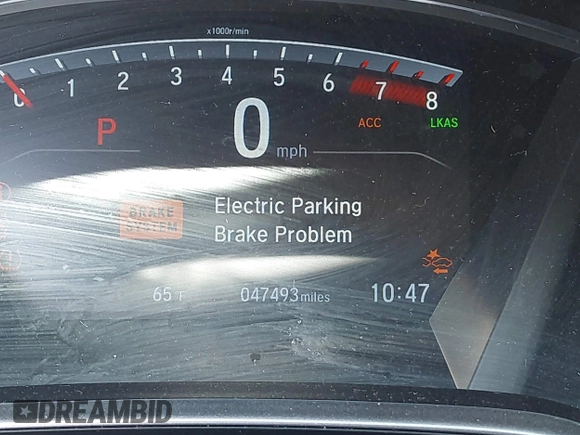 x1000r/min
0 1 2 3 4 5 6 7 8
P 0 mph ACC LKAS
BRAKE
SYSTEM
Electric Parking
Brake Problem
65 F 047493 miles 10:47
DREAMBID